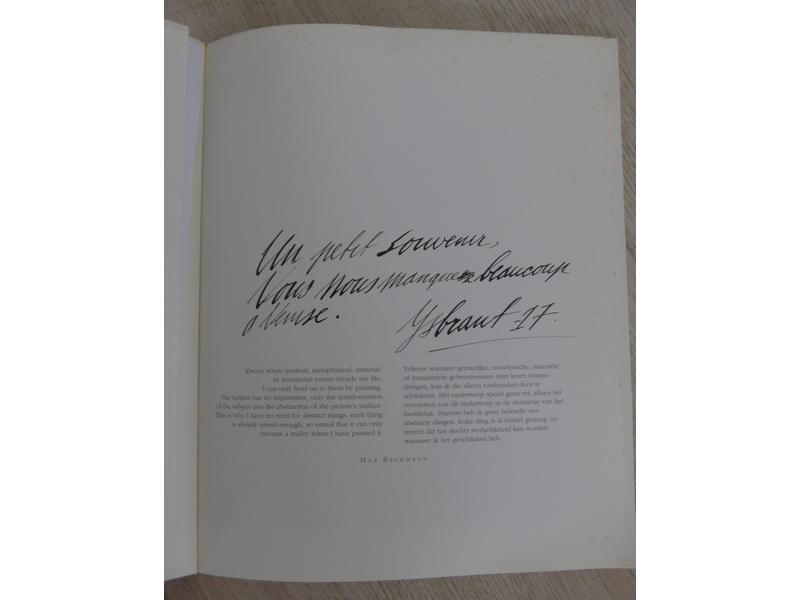 Un petit souvenir,
Vous nous manquez beaucoup
a Venise.
Ysbrant -17.
Always when spiritual, metaphysical, material,
or immaterial events invade my life,
I can only hold on to them by painting.
The subject has no importance, only the transformation
of the subject into the abstraction of the picture's surface.
This is why I have no need for abstract things, each thing
is already unreal enough, so unreal that it can only
become a reality when I have painted it.
Telkens wanneer geestelijke, metafysische, materiële
of immateriële gebeurtenissen mijn leven binnen-
dringen, kan ik die alleen vasthouden door te
schilderen. Het onderwerp speelt geen rol, alleen het
overzetten van dit onderwerp in de abstractie van het
beeldvlak. Daarom heb ik geen behoefte aan
abstracte dingen. Ieder ding is al irreëel genoeg, zo
irreëel dat het slechts werkelijkheid kan worden
wanneer ik het geschilderd heb.
MAX BECKMANN